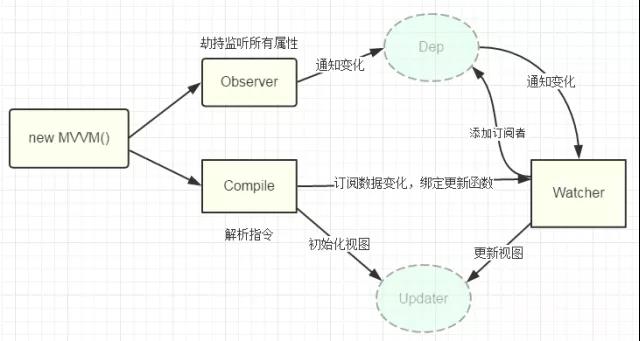 劫持监听所有属性
Dep
Observer
通知变化
通知变化
new MVVM()
添加订阅者
Compile
订阅数据变化，绑定更新函数
Watcher
解析指令
初始化视图
更新视图
Updater